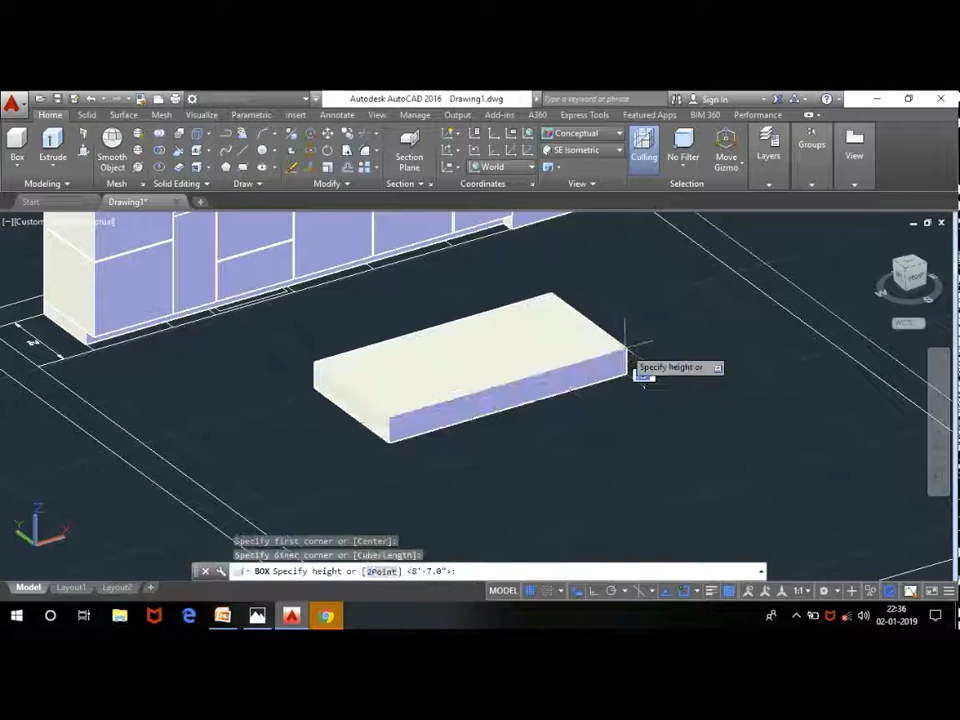 Autodesk AutoCAD 2016 Drawing1.dwg
Type a keyword or phrase
Sign In
Home Solid Surface Mesh Visualize Parametric Insert Annotate View Manage Output Add-ins A360 Express Tools Featured Apps BIM 360 Performance
Box
Extrude
Smooth
Object
Section
Plane
Conceptual
SE Isometric
World
Culling
No Filter
Move
Gizmo
Layers
Groups
View
Modeling
Mesh
Solid Editing
Draw
Modify
Section
Coordinates
View
Selection
Start
Drawing1*
FRONT
Specify height or
Z
Y
X
Specify first corner or [Center]:
Specify other corner or [Cube/Length]:
BOX Specify height or [2Point] <8'-7.0">:
Model Layout1 Layout2 +
MODEL
1:1
22:36
02-01-2019